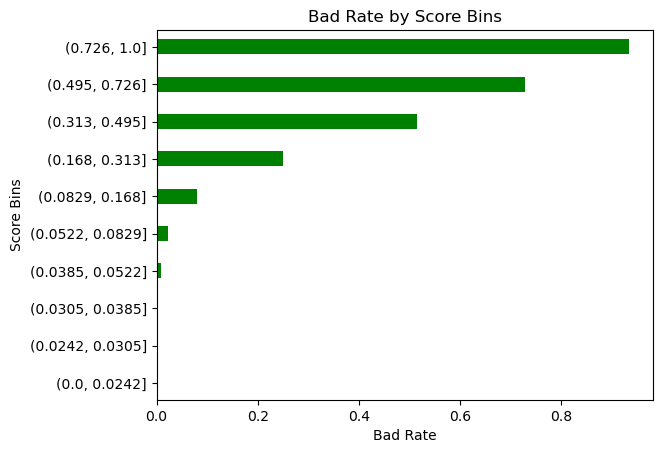 Bad Rate by Score Bins
(0.726, 1.0]
(0.495, 0.726]
(0.313, 0.495]
(0.168, 0.313]
(0.0829, 0.168]
(0.0522, 0.0829]
(0.0385, 0.0522]
(0.0305, 0.0385]
(0.0242, 0.0305]
(0.0, 0.0242]
Score Bins
0.0 0.2 0.4 0.6 0.8
Bad Rate